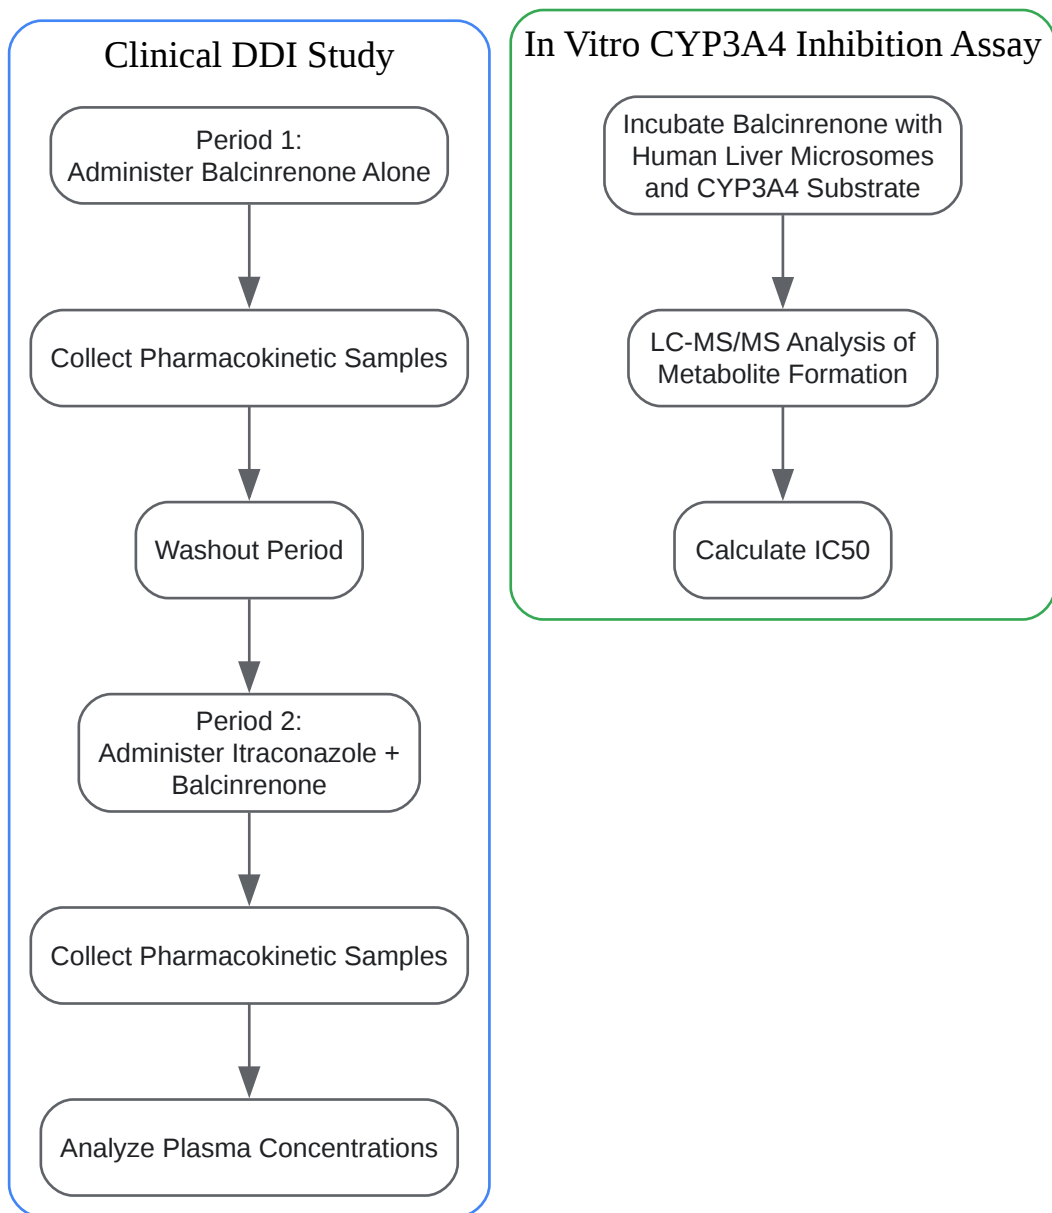 Clinical DDI Study
Period 1:
Administer Balcinrenone Alone
Collect Pharmacokinetic Samples
Washout Period
Period 2:
Administer Itraconazole +
Balcinrenone
Collect Pharmacokinetic Samples
Analyze Plasma Concentrations
In Vitro CYP3A4 Inhibition Assay
Incubate Balcinrenone with
Human Liver Microsomes
and CYP3A4 Substrate
LC-MS/MS Analysis of
Metabolite Formation
Calculate IC50